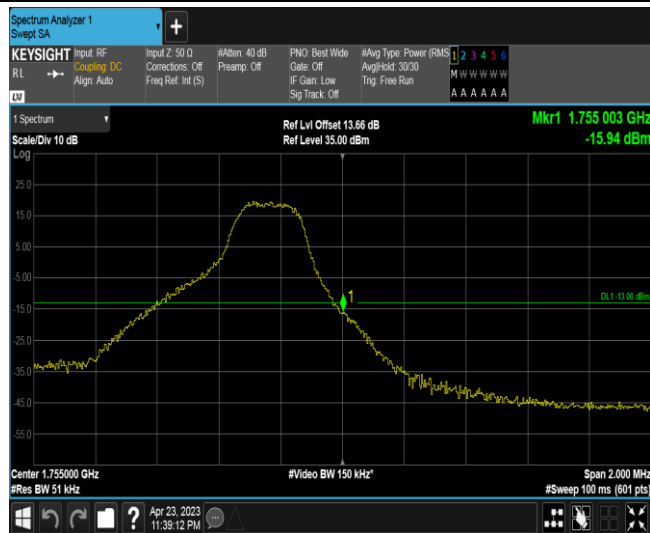 Spectrum Analyzer 1
Swept SA
+
KEYSIGHT
RL
Input: RF
Coupling: DC
Align: Auto
Input Z: 50 Ω
Corrections: Off
Freq Ref: Int (S)
#Atten: 40 dB
Preamp: Off
PNO: Best Wide
Gate: Off
IF Gain: Low
Sig Track: Off
#Avg Type: Power (RMS
Avg|Hold: 30/30
Trig: Free Run
1 2 3 4 5 6
M W W W W W
A A A A A A
1 Spectrum
Scale/Div 10 dB
Ref Lvl Offset 13.66 dB
Ref Level 35.00 dBm
Mkr1 1.755 003 GHz
-15.94 dBm
Log
25.0
15.0
5.00
-5.00
-15.0
-25.0
-35.0
-45.0
-55.0
1
DL1 -13.00 dBm
Center 1.755000 GHz
#Video BW 150 kHz*
Span 2.000 MHz
#Res BW 51 kHz
#Sweep 100 ms (601 pts)
?
Apr 23, 2023
11:39:12 PM